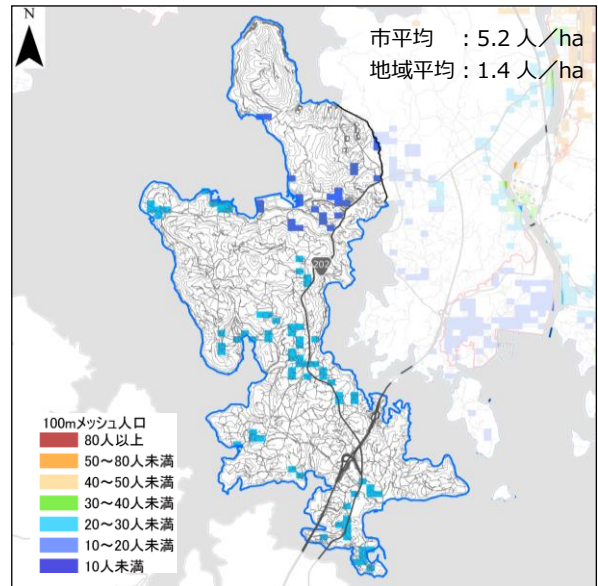 N
市平均 ：5.2 人／ha
地域平均：1.4 人／ha
202
100mメッシュ人口
80人以上
50～80人未満
40～50人未満
30～40人未満
20～30人未満
10～20人未満
10人未満